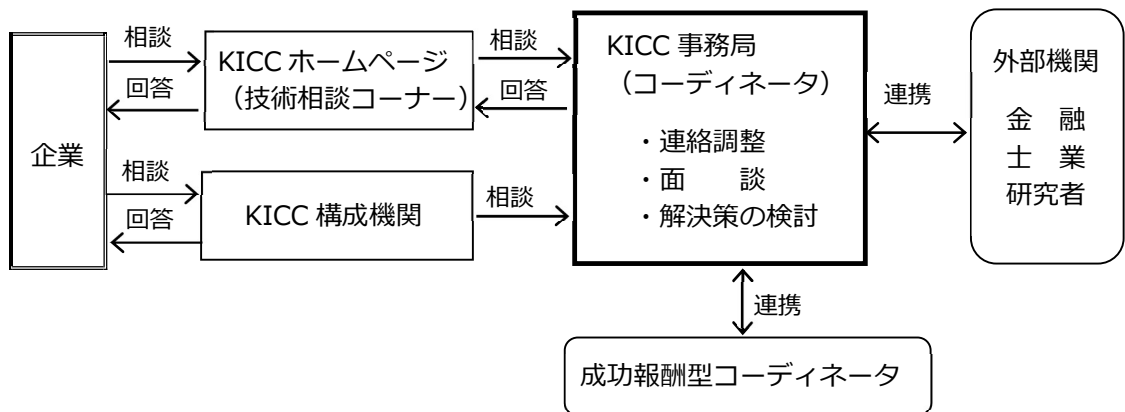 企業
相談
回答
KICC ホームページ
（技術相談コーナー）
相談
回答
相談
回答
KICC 構成機関
相談
KICC 事務局
（コーディネータ）
・連絡調整
・面　　談
・解決策の検討
連携
外部機関
金　融
士　業
研究者
連携
成功報酬型コーディネータ